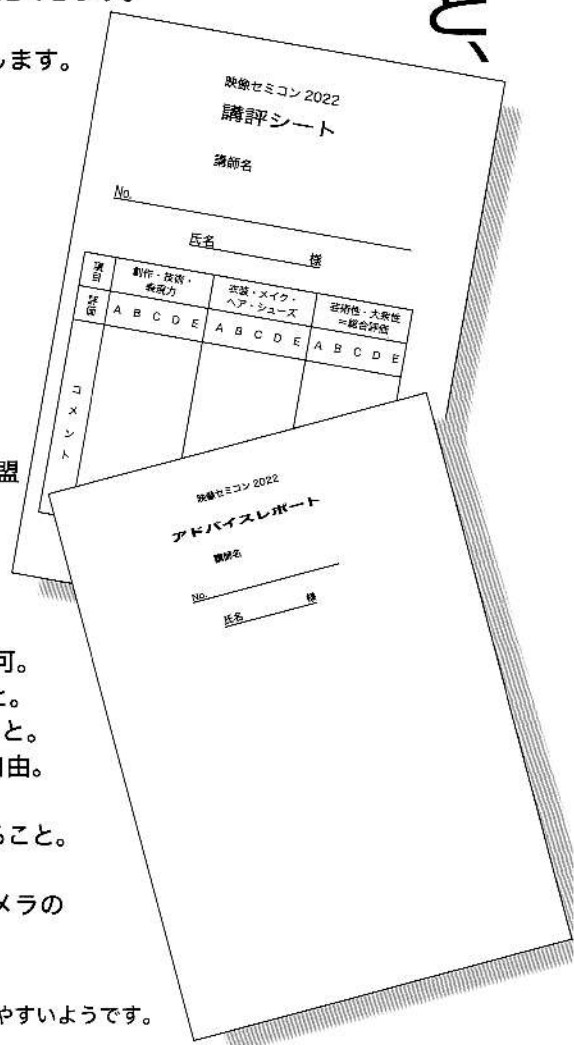 と、
します。
映像セミコン 2022
講評シート
講師名
No.
氏名 様
項目 創作・技術・表現力 衣装・メイク・ヘア・シューズ 芸術性・大衆性＝総合評価
評価 A B C D E A B C D E A B C D E
コメント
盟
映像セミコン 2022
アドバイスレポート
講師名
No.
氏名 様
可。
と。
こと。
自由。
ること。
メラの
やすいようです。